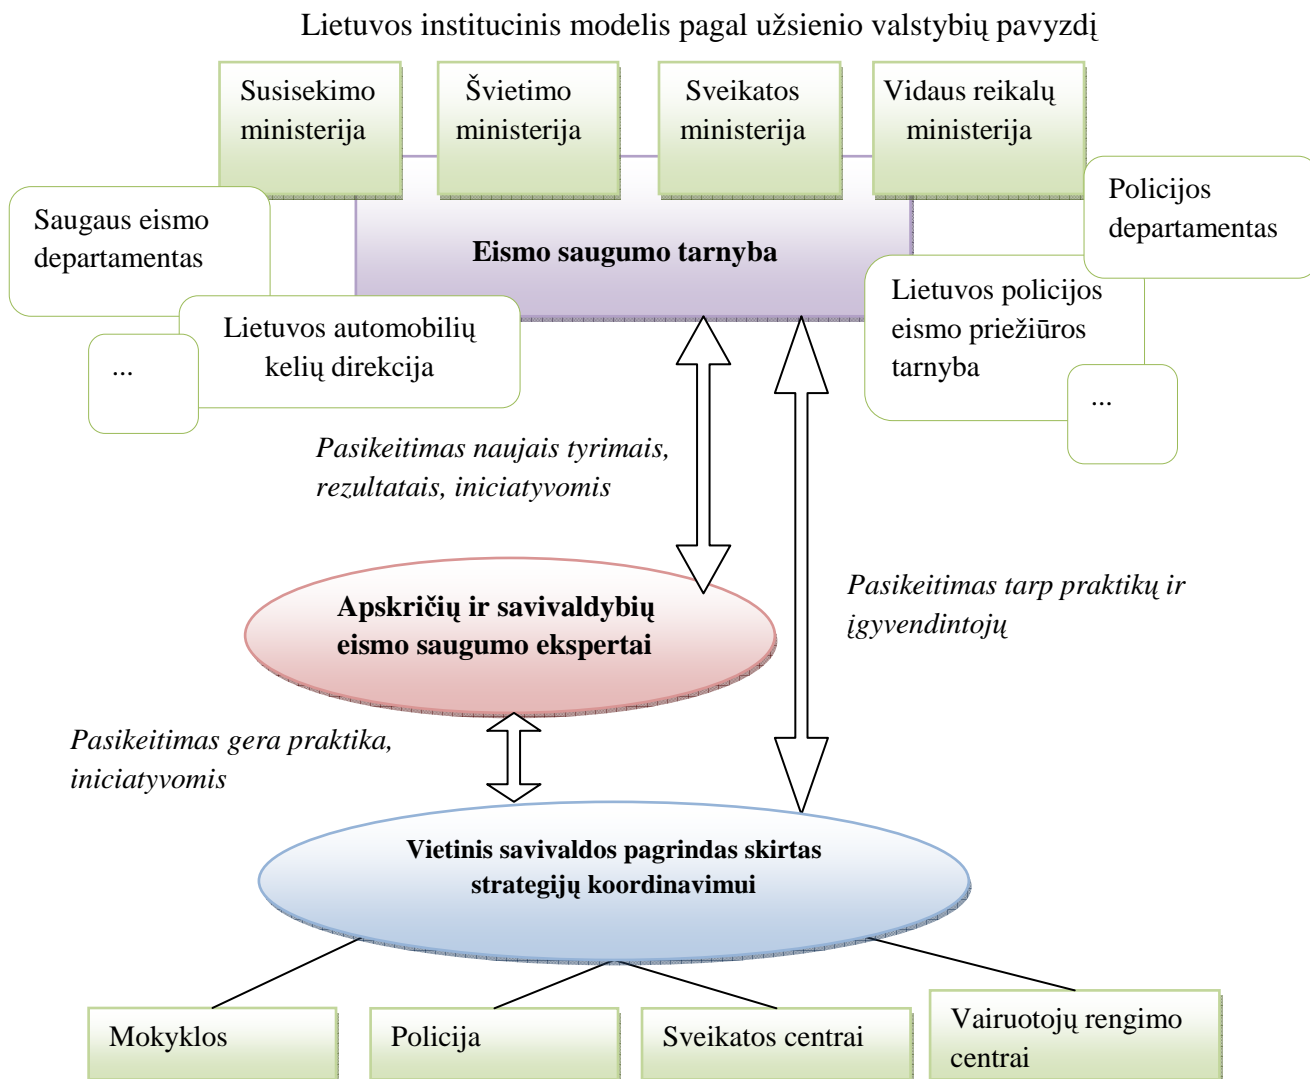 Lietuvos institucinis modelis pagal užsienio valstybių pavyzdį
Susisekimo
ministerija
Švietimo
ministerija
Sveikatos
ministerija
Vidaus reikalų
ministerija
Saugaus eismo
departamentas
Eismo saugumo tarnyba
Policijos
departamentas
Lietuvos automobilių
kelių direkcija
...
Lietuvos policijos
eismo priežiūros
tarnyba
...
Pasikeitimas naujais tyrimais,
rezultatais, iniciatyvomis
Apskričių ir savivaldybių
eismo saugumo ekspertai
Pasikeitimas tarp praktikų ir
įgyvendintojų
Pasikeitimas gera praktika,
iniciatyvomis
Vietinis savivaldos pagrindas skirtas
strategijų koordinavimui
Mokyklos
Policija
Sveikatos centrai
Vairuotojų rengimo
centrai